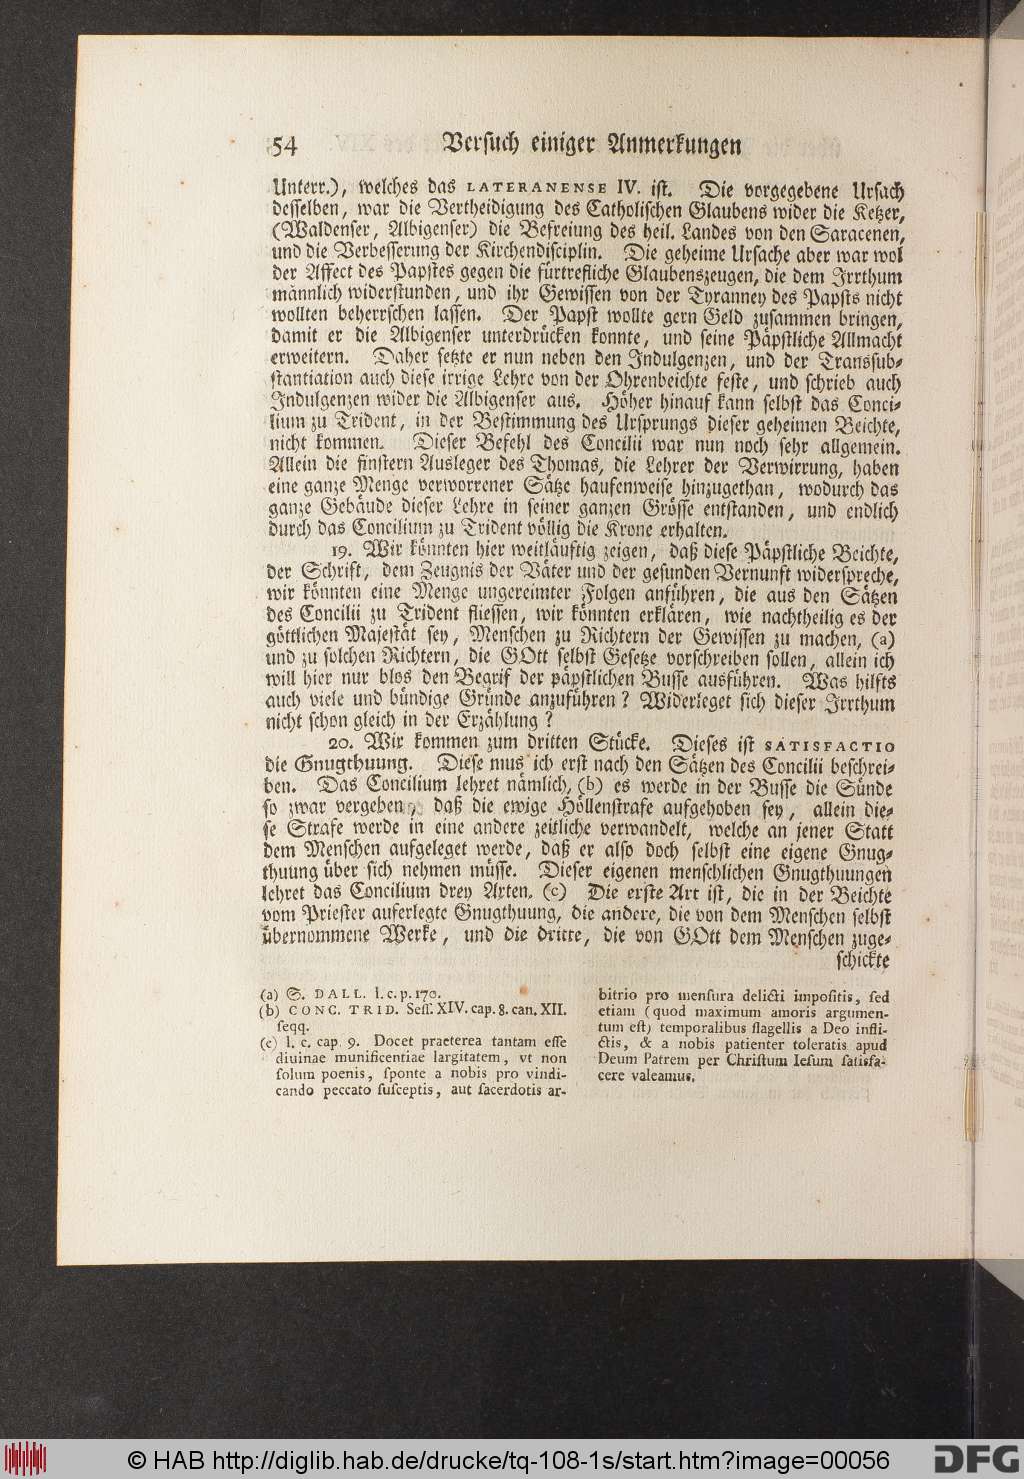 54 Versuch einiger Anmerkungen
Unterr.), welches das LATERANENSE IV. ist. Die vorgegebene Ursach
desselben, war die Vertheidigung des Catholischen Glaubens wider die Ketzer,
(Waldenser, Albigenser) die Befreiung des heil. Landes von den Saracenen,
und die Verbesserung der Kirchendisciplin. Die geheime Ursache aber war wol
der Affect des Papstes gegen die fürtrefliche Glaubenszeugen, die dem Irrthum
männlich widerstunden, und ihr Gewissen von der Tyranney des Papsts nicht
wollten beherrschen lassen. Der Papst wollte gern Geld zusammen bringen,
damit er die Albigenser unterdrücken konnte, und seine Päpstliche Allmacht
erweitern. Daher setzte er nun neben den Indulgenzen, und der Transsub-
stantiation auch diese irrige Lehre von der Ohrenbeichte feste, und schrieb auch
Indulgenzen wider die Albigenser aus. Höher hinauf kann selbst das Conci-
lium zu Trident, in der Bestimmung des Ursprungs dieser geheimen Beichte,
nicht kommen. Dieser Befehl des Concilii war nun noch sehr allgemein.
Allein die finstern Ausleger des Thomas, die Lehrer der Verwirrung, haben
eine ganze Menge verworrener Sätze haufenweise hinzugethan, wodurch das
ganze Gebäude dieser Lehre in seiner ganzen Grösse entstanden, und endlich
durch das Concilium zu Trident völlig die Krone erhalten.
19. Wir könnten hier weitläuftig zeigen, daß diese Päpstliche Beichte,
der Schrift, dem Zeugnis der Väter und der gesunden Vernunft widerspreche,
wir könnten eine Menge ungereimter Folgen anführen, die aus den Sätzen
des Concilii zu Trident fliessen, wir könnten erklären, wie nachtheilig es der
göttlichen Majestät sey, Menschen zu Richtern der Gewissen zu machen, (a)
und zu solchen Richtern, die GOtt selbst Gesetze vorschreiben sollen, allein ich
will hier nur blos den Begrif der päpstlichen Busse ausführen. Was hilfts
auch viele und bündige Gründe anzuführen? Widerleget sich dieser Irrthum
nicht schon gleich in der Erzählung?
20. Wir kommen zum dritten Stücke. Dieses ist SATISFACTIO
die Gnugthuung. Diese mus ich erst nach den Sätzen des Concilii beschrei-
ben. Das Concilium lehret nämlich, (b) es werde in der Busse die Sünde
so zwar vergeben, daß die ewige Höllenstrafe aufgehoben sey, allein die-
se Strafe werde in eine andere zeitliche verwandelt, welche an jener Statt
dem Menschen aufgeleget werde, daß er also doch selbst eine eigene Gnug-
thuung über sich nehmen müsse. Dieser eigenen menschlichen Gnugthuungen
lehret das Concilium drey Arten. (c) Die erste Art ist, die in der Beichte
vom Priester auferlegte Gnugthuung, die andere, die von dem Menschen selbst
übernommene Werke, und die dritte, die von GOtt dem Menschen zuge-
schickte
(a) S. DALL. l. c. p. 170.
(b) CONC. TRID. Sess. XIV. cap. 8. can. XII.
seqq.
(c) l. c. cap. 9. Docet praeterea tantam esse
diuinae munificentiae largitatem, vt non
solum poenis, sponte a nobis pro vindi-
cando peccato susceptis, aut sacerdotis ar-
bitrio pro mensura delicti impositis, sed
etiam (quod maximum amoris argumen-
tum est) temporalibus flagellis a Deo infli-
ctis, & a nobis patienter toleratis apud
Deum Patrem per Christum Iesum satisfa-
cere valeamus.
© HAB http://diglib.hab.de/drucke/tq-108-1s/start.htm?image=00056
DFG